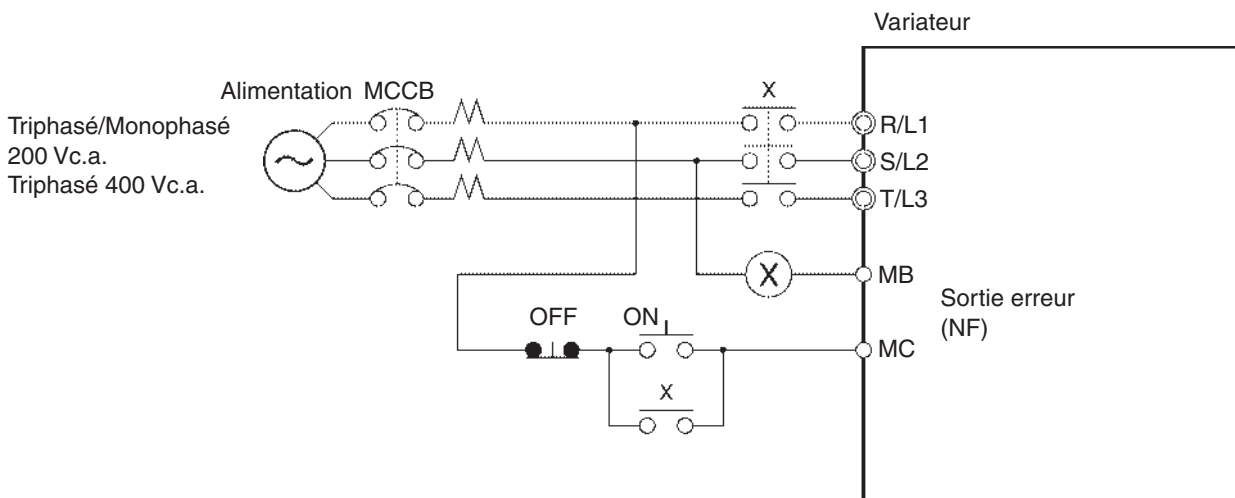 Variateur
Alimentation MCCB
Triphasé/Monophasé
200 Vc.a.
Triphasé 400 Vc.a.
X
R/L1
S/L2
T/L3
X
MB
Sortie erreur
(NF)
OFF
ON
MC
X